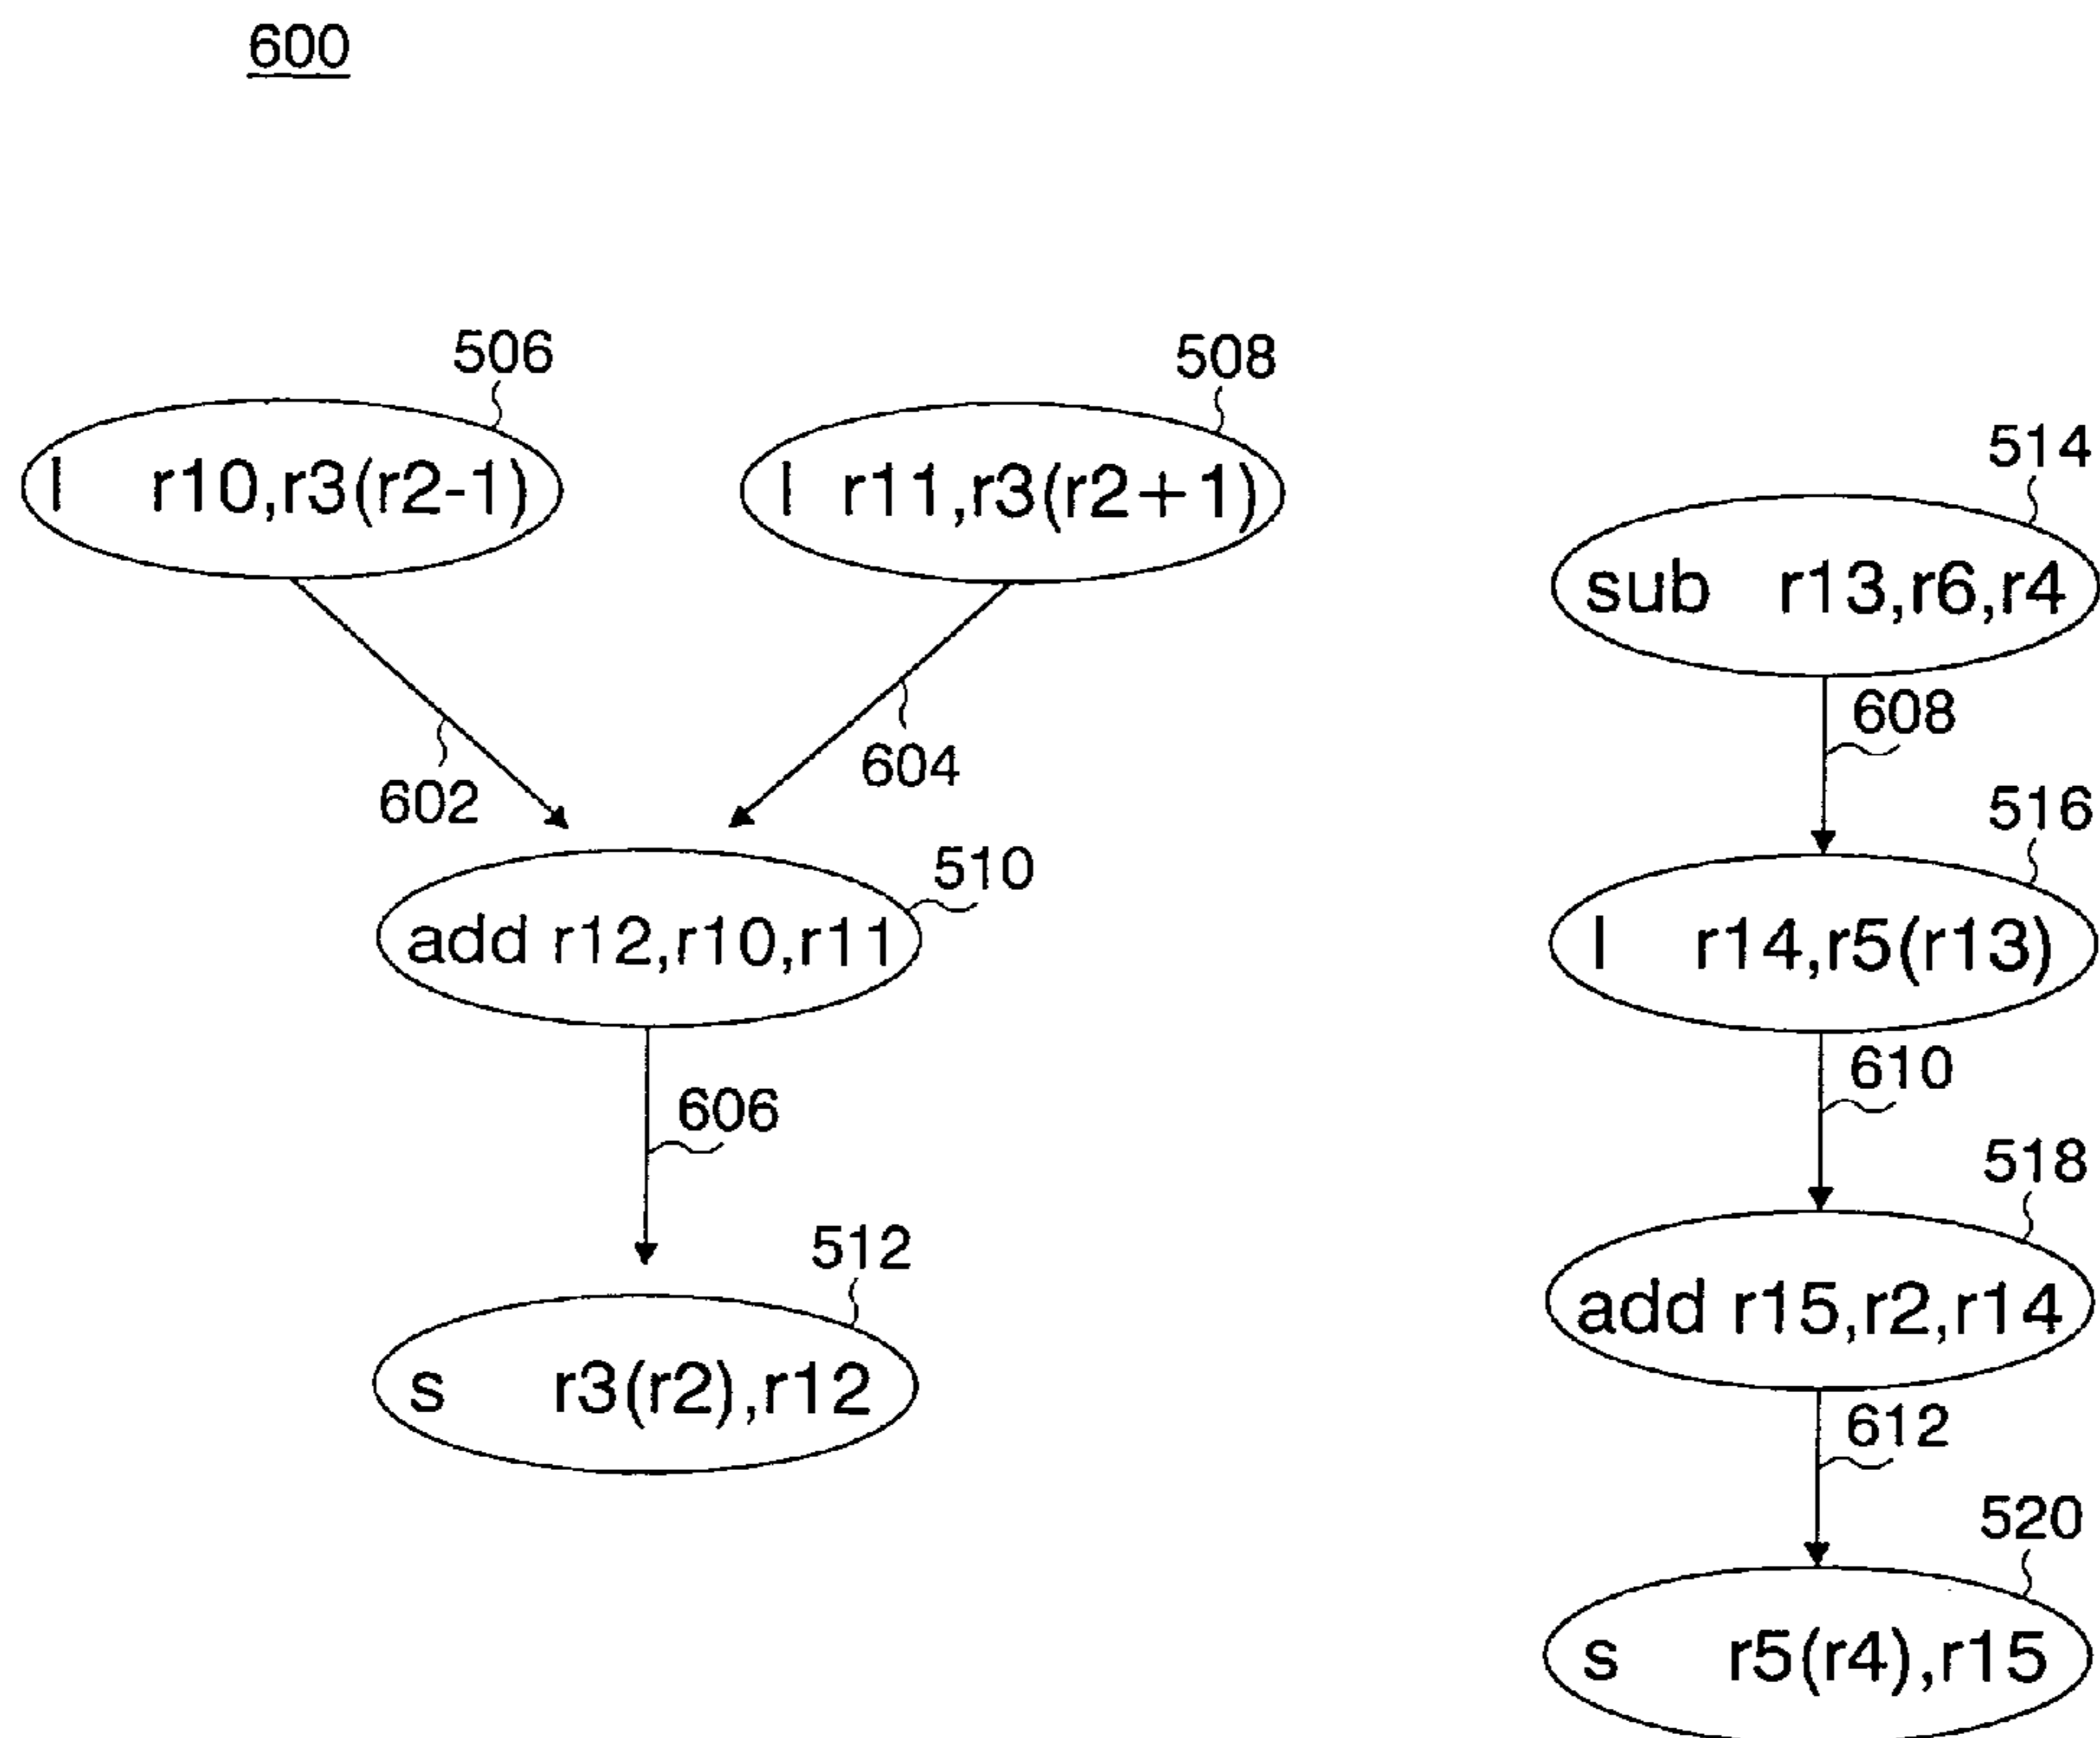 600
506
508
l r10,r3(r2-1)
l r11,r3(r2+1)
514
sub r13,r6,r4
608
604
602
516
510
add r12,r10,r11
l r14,r5(r13)
610
606
518
512
add r15,r2,r14
s r3(r2),r12
612
520
s r5(r4),r15